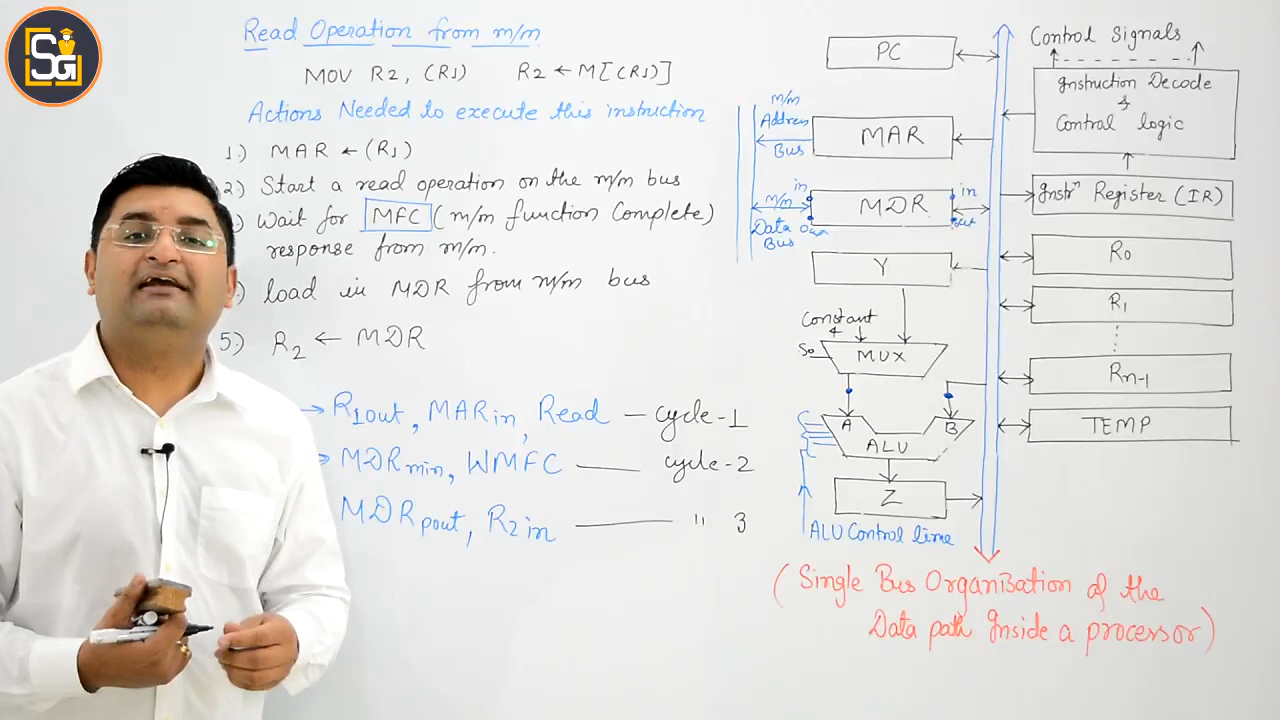 SG
Read Operation from m/m
MOV R2, (R1) R2 ← M[(R1)]
Actions Needed to execute this instruction
1.) MAR ← (R1)
2.) Start a read operation on the m/m bus
) Wait for MFC (m/m function Complete)
response from m/m.
) load in MDR from m/m bus
5.) R2 ← MDR
→ R1out, MARin, Read — cycle-1
→ MDRmin, WMFC — cycle-2
MDRpout, R2in — " 3
PC
m/m
Address
Bus
MAR
in
m/m
Data out
Bus
MDR
in
out
Y
Constant
4
So
MUX
A
B
ALU
Z
ALU Control line
Control Signals
Instruction Decode
&
Control logic
Instrn Register (IR)
R0
R1
Rn-1
TEMP
(Single Bus Organisation of the
Data path Inside a processor)